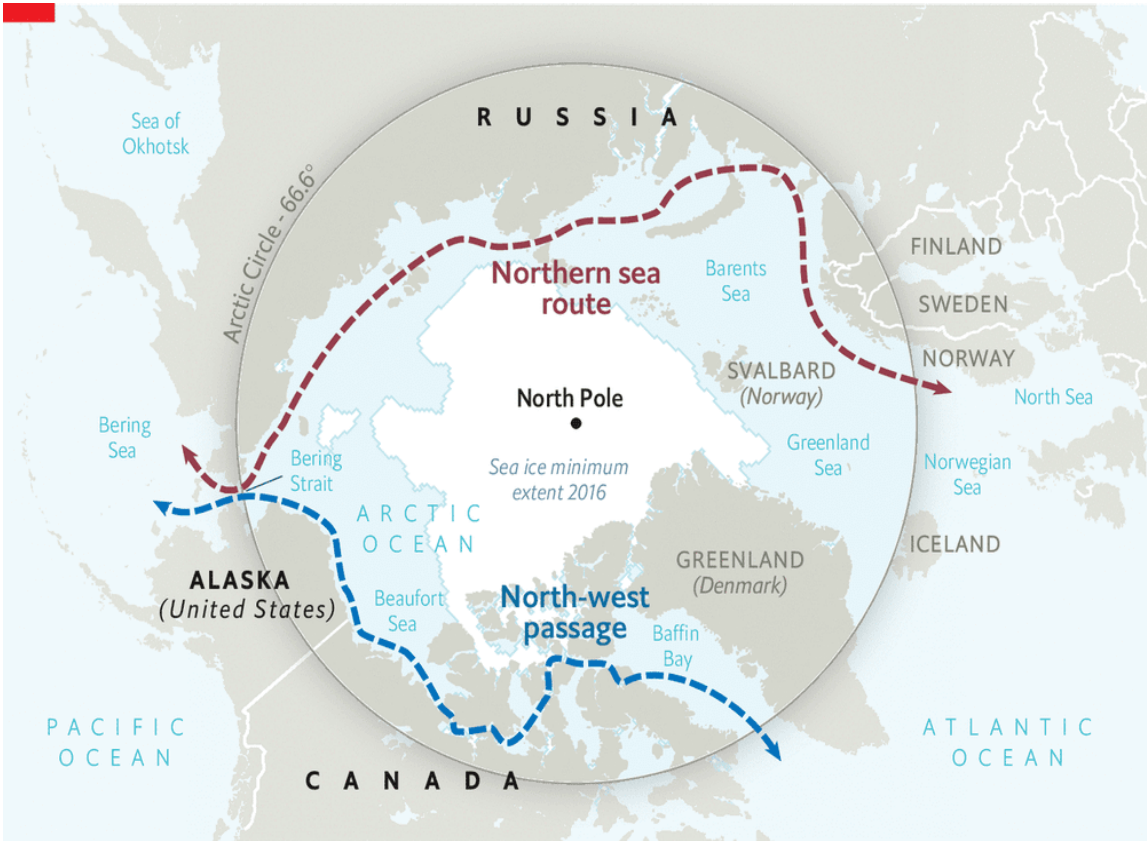 RUSSIA
Sea of
Okhotsk
Arctic Circle - 66.6°
FINLAND
Barents
Sea
Northern sea
route
SWEDEN
NORWAY
SVALBARD
(Norway)
North Pole
North Sea
Bering
Sea
Bering
Strait
Greenland
Sea
Sea ice minimum
extent 2016
Norwegian
Sea
ARCTIC
OCEAN
ICELAND
GREENLAND
(Denmark)
ALASKA
(United States)
Beaufort
Sea
North-west
passage
Baffin
Bay
PACIFIC
OCEAN
ATLANTIC
OCEAN
CANADA